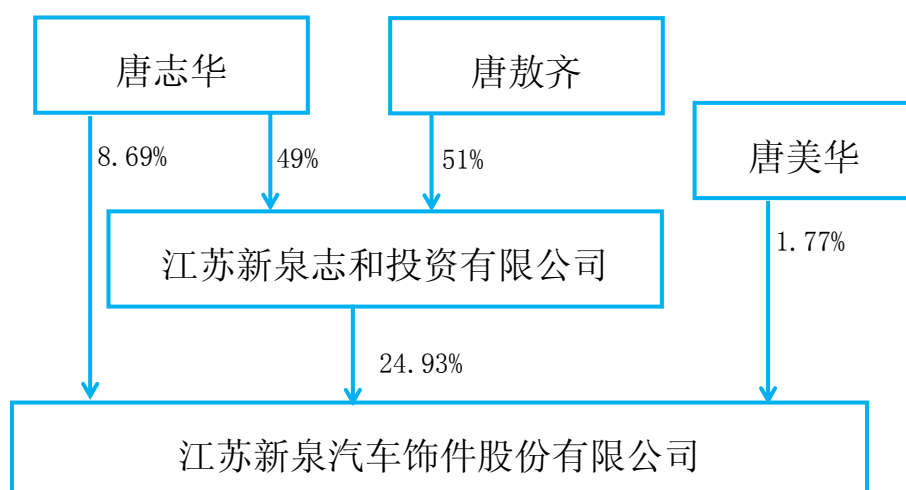 唐志华
唐敖齐
唐美华
8.69%
49%
51%
1.77%
江苏新泉志和投资有限公司
24.93%
江苏新泉汽车饰件股份有限公司